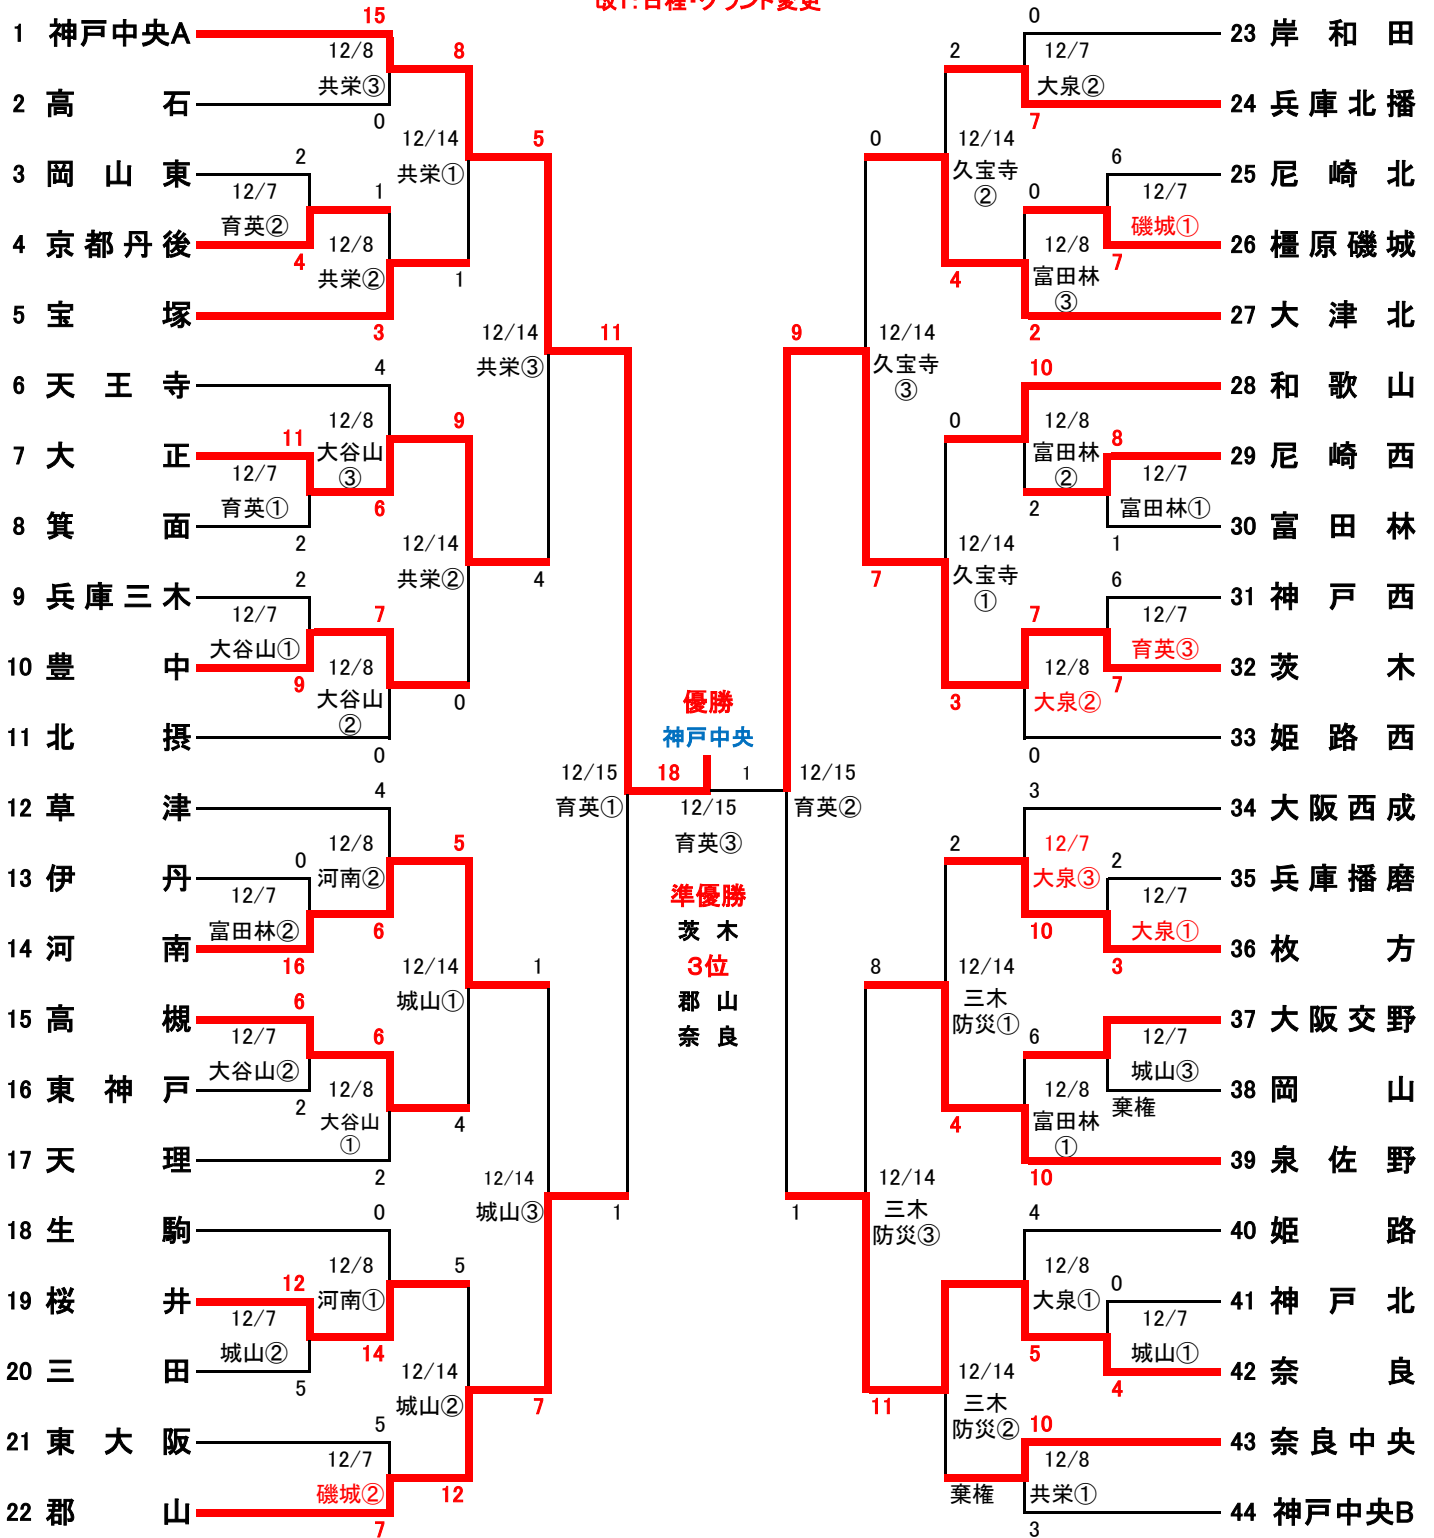 改1：日程・グランド変更
1 神戸中央A
15
12/8
共栄③
2 高石
0
8
12/14
共栄①
3 岡山東
2
12/7
育英②
4 京都丹後
4
1
12/8
共栄②
5 宝塚
3
1
5
12/14
共栄③
6 天王寺
4
12/8
大谷山
③
7 大正
11
12/7
育英①
8 箕面
2
6
9
12/14
共栄②
9 兵庫三木
2
12/7
大谷山①
10 豊中
9
7
12/8
大谷山
②
11 北摂
0
0
4
11
12/15
育英①
12 草津
4
12/8
河南②
13 伊丹
0
12/7
富田林②
14 河南
16
6
5
12/14
城山①
15 高槻
6
12/7
大谷山②
16 東神戸
2
6
12/8
大谷山
①
17 天理
2
4
1
12/14
城山③
18 生駒
0
12/8
河南①
19 桜井
12
12/7
城山②
20 三田
5
14
5
12/14
城山②
21 東大阪
5
12/7
磯城②
22 郡山
7
12
7
1
優勝
神戸中央
18
1
12/15
育英③
準優勝
茨木
3位
郡山
奈良
0
23 岸和田
12/7
大泉②
24 兵庫北播
7
2
12/14
久宝寺
②
6
25 尼崎北
12/7
磯城①
26 橿原磯城
7
0
12/8
富田林
③
27 大津北
2
4
0
12/14
久宝寺
③
10
28 和歌山
12/8
富田林
②
8
29 尼崎西
12/7
富田林①
30 富田林
1
2
0
12/14
久宝寺
①
6
31 神戸西
12/7
育英③
32 茨木
7
7
12/8
大泉②
33 姫路西
0
3
7
9
12/15
育英②
3
34 大阪西成
12/7
大泉③
2
35 兵庫播磨
12/7
大泉①
36 枚方
3
10
2
12/14
三木
防災①
37 大阪交野
12/7
城山③
38 岡山
棄権
6
12/8
富田林
①
39 泉佐野
10
4
8
12/14
三木
防災③
4
40 姫路
12/8
大泉①
0
41 神戸北
12/7
城山①
42 奈良
4
5
12/14
三木
防災②
10
43 奈良中央
12/8
共栄①
44 神戸中央B
3
棄権
11
1